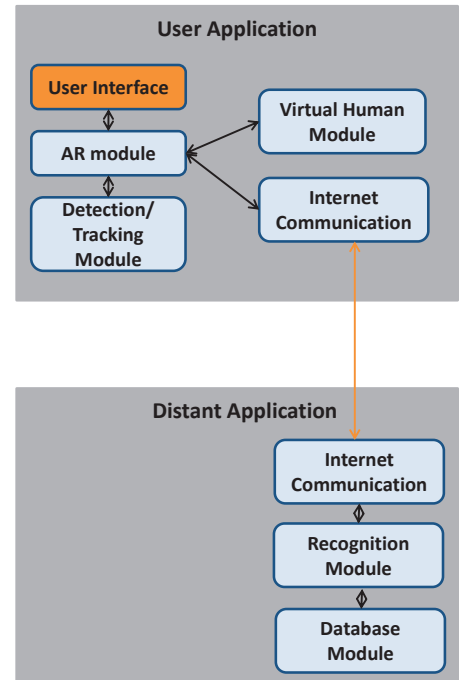 User Application
User Interface
AR module
Detection/
Tracking
Module
Virtual Human
Module
Internet
Communication
Distant Application
Internet
Communication
Recognition
Module
Database
Module